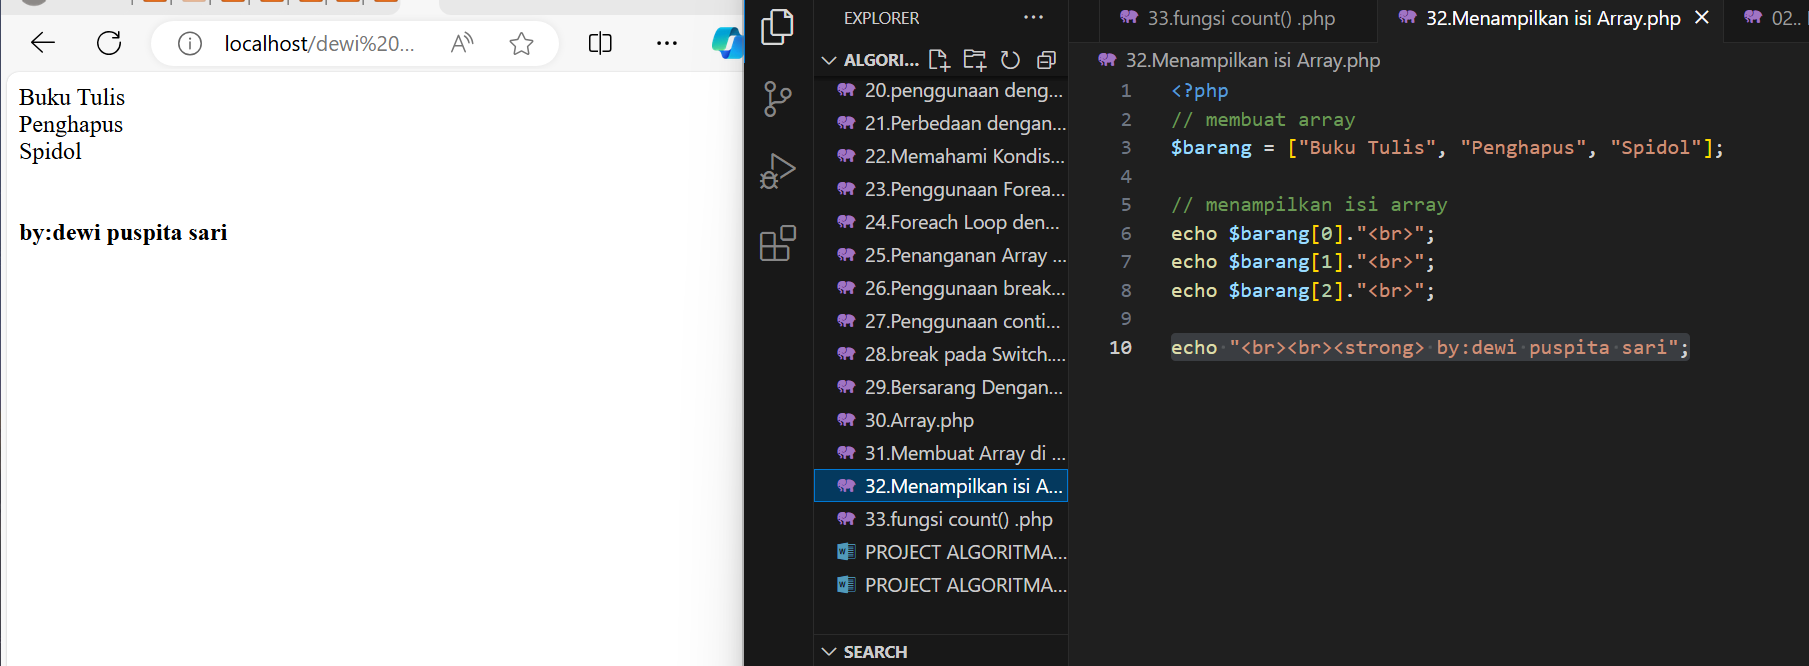 localhost/dewi%20...
Buku Tulis
Penghapus
Spidol
by:dewi puspita sari
EXPLORER
ALGORI...
20.penggunaan deng...
21.Perbedaan dengan...
22.Memahami Kondis...
23.Penggunaan Forea...
24.Foreach Loop den...
25.Penanganan Array ...
26.Penggunaan break...
27.Penggunaan conti...
28.break pada Switch....
29.Bersarang Dengan...
30.Array.php
31.Membuat Array di ...
32.Menampilkan isi A...
33.fungsi count() .php
PROJECT ALGORITMA...
PROJECT ALGORITMA...
SEARCH
33.fungsi count() .php
32.Menampilkan isi Array.php
02..
32.Menampilkan isi Array.php
1 <?php
2 // membuat array
3 $barang = ["Buku Tulis", "Penghapus", "Spidol"];
4
5 // menampilkan isi array
6 echo $barang[0]."<br>";
7 echo $barang[1]."<br>";
8 echo $barang[2]."<br>";
9
10 echo "<br><br><strong> by:dewi puspita sari";